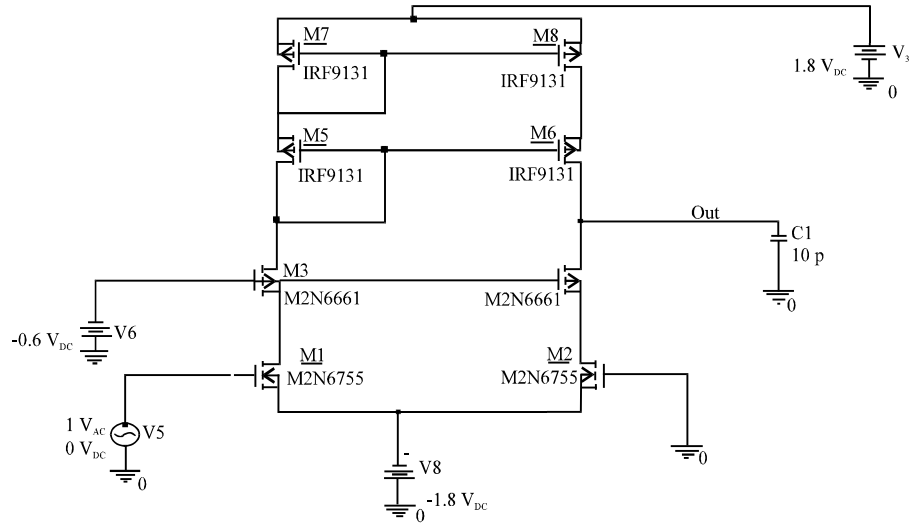 M7
IRF9131
M8
IRF9131
1.8 V_DC
V_3
0
M5
IRF9131
M6
IRF9131
Out
C1
10 p
0
M3
M2N6661
M2N6661
-0.6 V_DC
V6
M1
M2N6755
M2
M2N6755
1 V_AC
0 V_DC
V5
0
0
-
V8
-1.8 V_DC
0